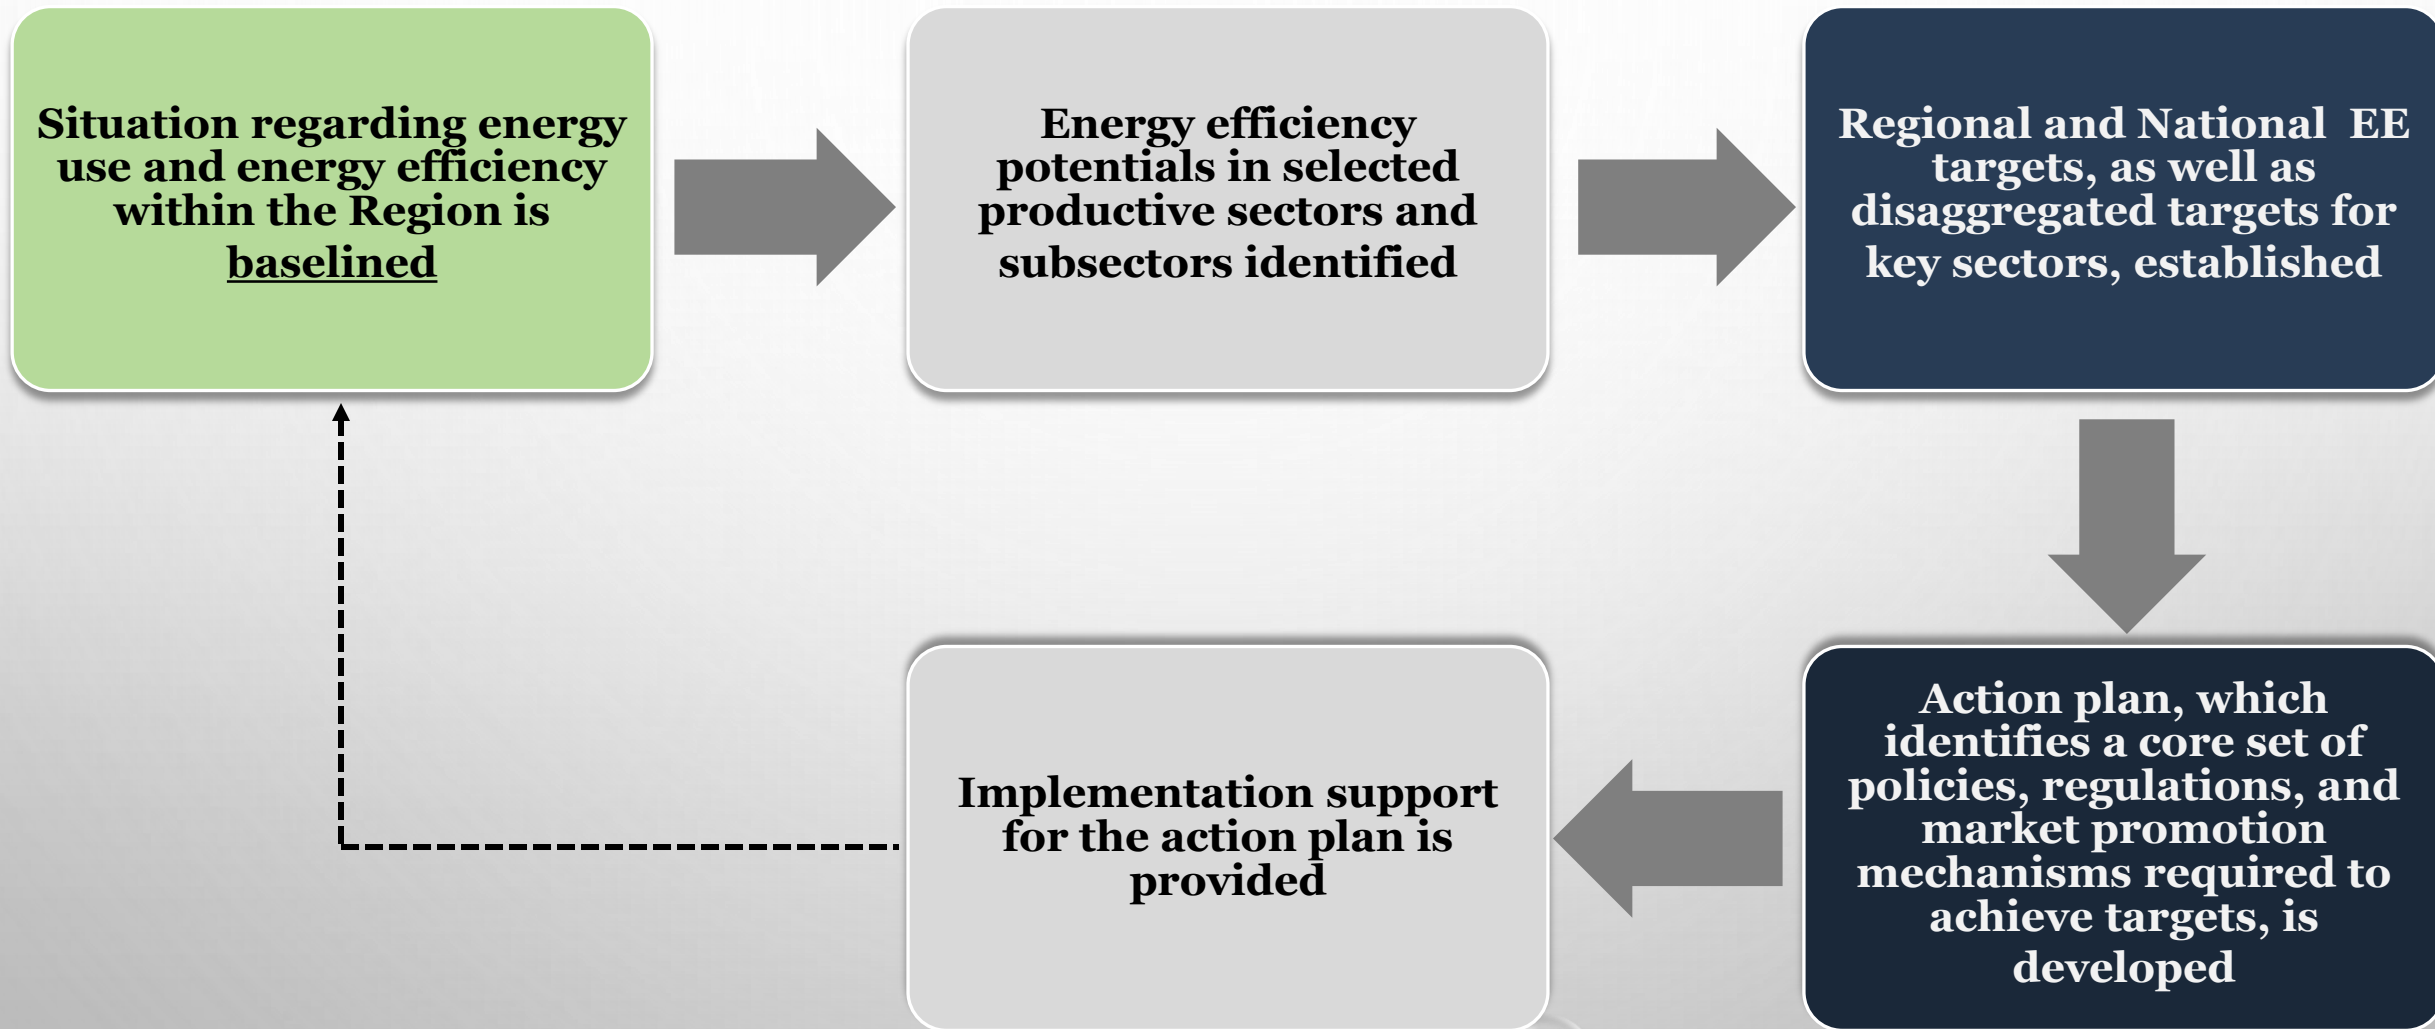 Situation regarding energy
use and energy efficiency
within the Region is
baselined
Energy efficiency
potentials in selected
productive sectors and
subsectors identified
Regional and National  EE
targets, as well as
disaggregated targets for
key sectors, established
Action plan, which
identifies a core set of
policies, regulations, and
market promotion
mechanisms required to
achieve targets, is
developed
Implementation support
for the action plan is
provided